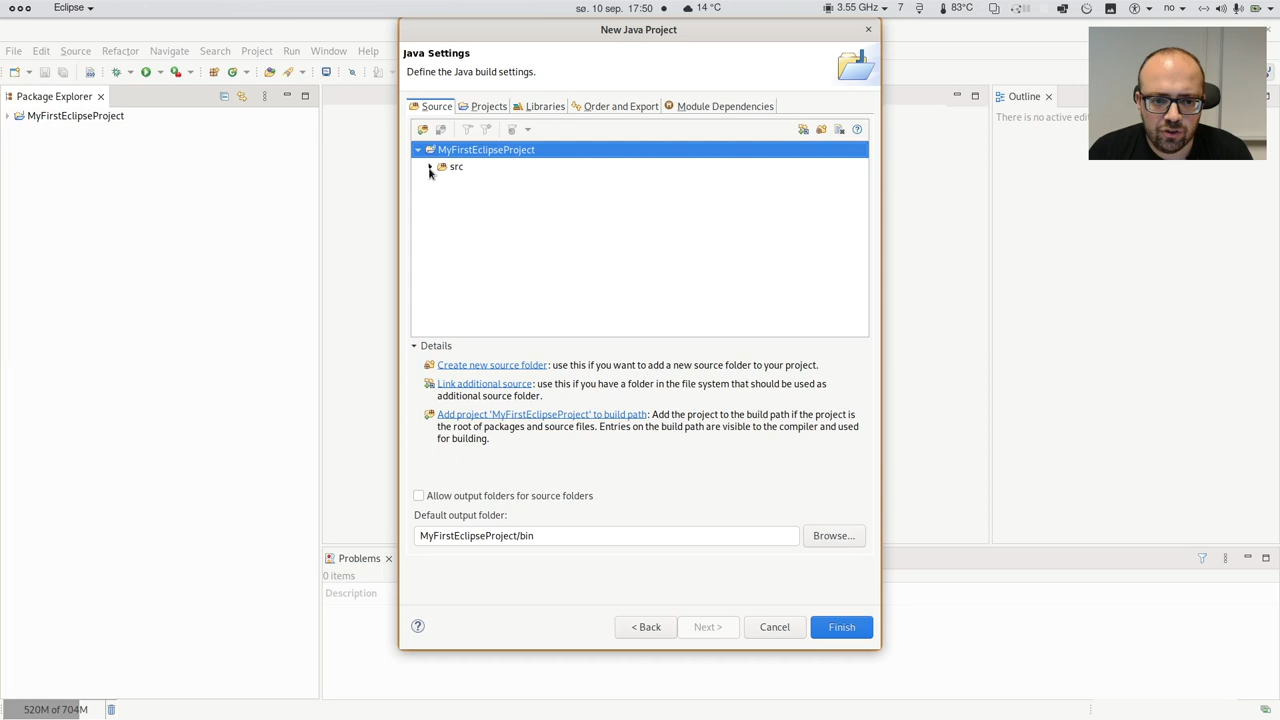 Eclipse
sø. 10 sep. 17:50
14 °C
3.55 GHz
7
83°C
no
File Edit Source Refactor Navigate Search Project Run Window Help
New Java Project
Java Settings
Define the Java build settings.
Package Explorer
MyFirstEclipseProject
Source Projects Libraries Order and Export Module Dependencies
MyFirstEclipseProject
src
Details
Create new source folder: use this if you want to add a new source folder to your project.
Link additional source: use this if you have a folder in the file system that should be used as
additional source folder.
Add project 'MyFirstEclipseProject' to build path: Add the project to the build path if the project is
the root of packages and source files. Entries on the build path are visible to the compiler and used
for building.
Allow output folders for source folders
Default output folder:
MyFirstEclipseProject/bin
Browse...
< Back Next > Cancel Finish
Outline
There is no active edi
Problems
0 items
Description
520M of 704M